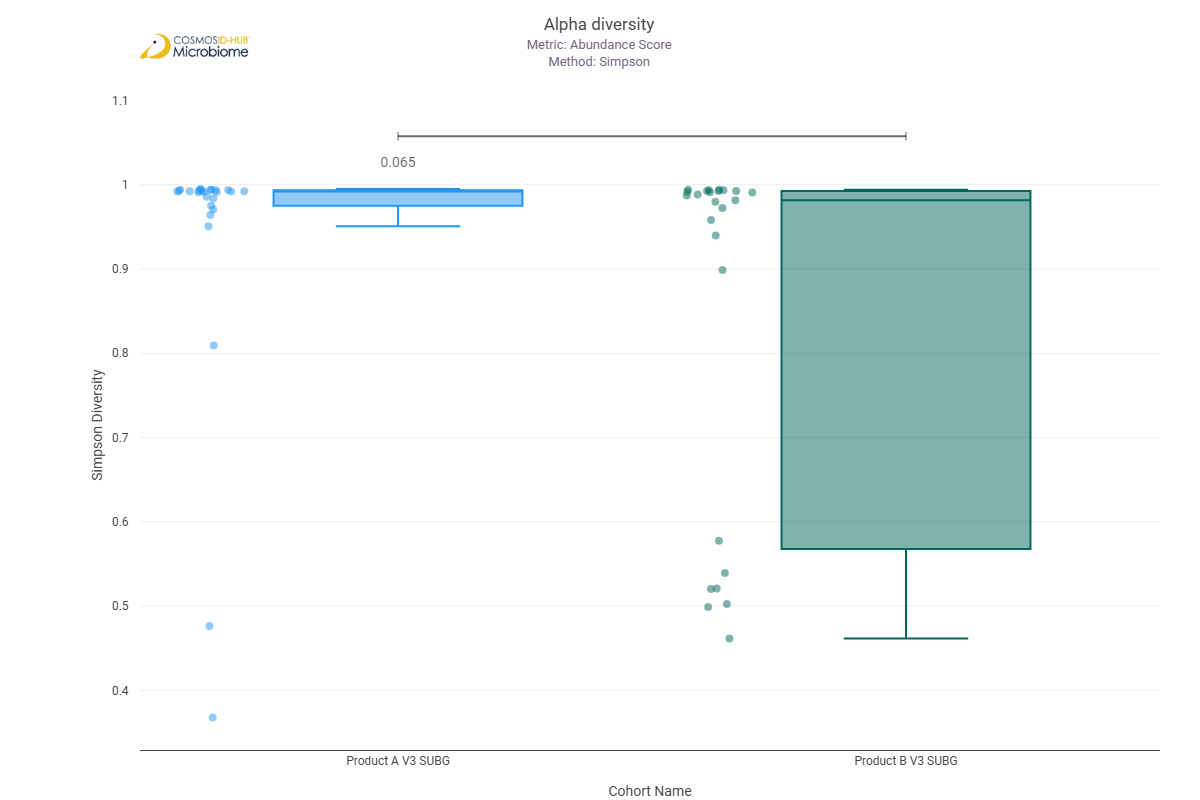 COSMOSID-HUB
Microbiome
Alpha diversity
Metric: Abundance Score
Method: Simpson
1.1
0.065
1
0.9
0.8
0.7
0.6
0.5
0.4
Simpson Diversity
Product A V3 SUBG
Product B V3 SUBG
Cohort Name